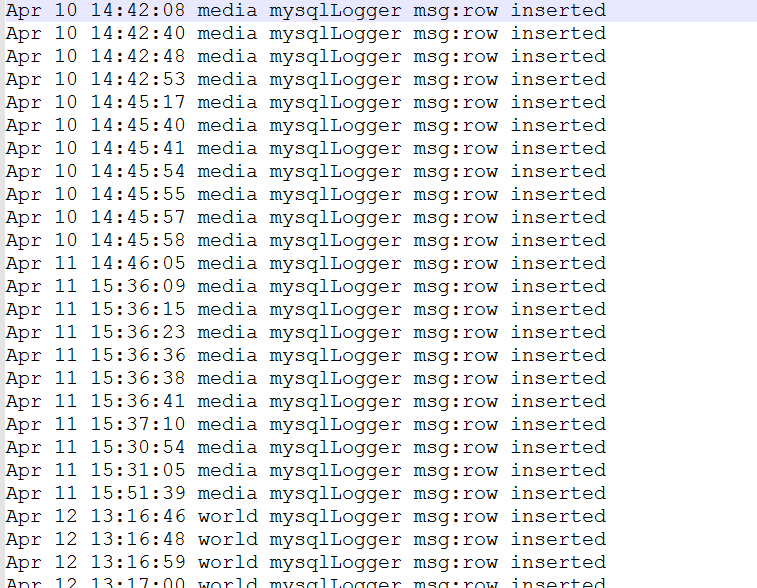 Apr 10 14:42:08 media mysqlLogger msg:row inserted
Apr 10 14:42:40 media mysqlLogger msg:row inserted
Apr 10 14:42:48 media mysqlLogger msg:row inserted
Apr 10 14:42:53 media mysqlLogger msg:row inserted
Apr 10 14:45:17 media mysqlLogger msg:row inserted
Apr 10 14:45:40 media mysqlLogger msg:row inserted
Apr 10 14:45:41 media mysqlLogger msg:row inserted
Apr 10 14:45:54 media mysqlLogger msg:row inserted
Apr 10 14:45:55 media mysqlLogger msg:row inserted
Apr 10 14:45:57 media mysqlLogger msg:row inserted
Apr 10 14:45:58 media mysqlLogger msg:row inserted
Apr 11 14:46:05 media mysqlLogger msg:row inserted
Apr 11 15:36:09 media mysqlLogger msg:row inserted
Apr 11 15:36:15 media mysqlLogger msg:row inserted
Apr 11 15:36:23 media mysqlLogger msg:row inserted
Apr 11 15:36:36 media mysqlLogger msg:row inserted
Apr 11 15:36:38 media mysqlLogger msg:row inserted
Apr 11 15:36:41 media mysqlLogger msg:row inserted
Apr 11 15:37:10 media mysqlLogger msg:row inserted
Apr 11 15:30:54 media mysqlLogger msg:row inserted
Apr 11 15:31:05 media mysqlLogger msg:row inserted
Apr 11 15:51:39 media mysqlLogger msg:row inserted
Apr 12 13:16:46 world mysqlLogger msg:row inserted
Apr 12 13:16:48 world mysqlLogger msg:row inserted
Apr 12 13:16:59 world mysqlLogger msg:row inserted
Apr 12 13:17:00 world mysqlLogger msg:row inserted